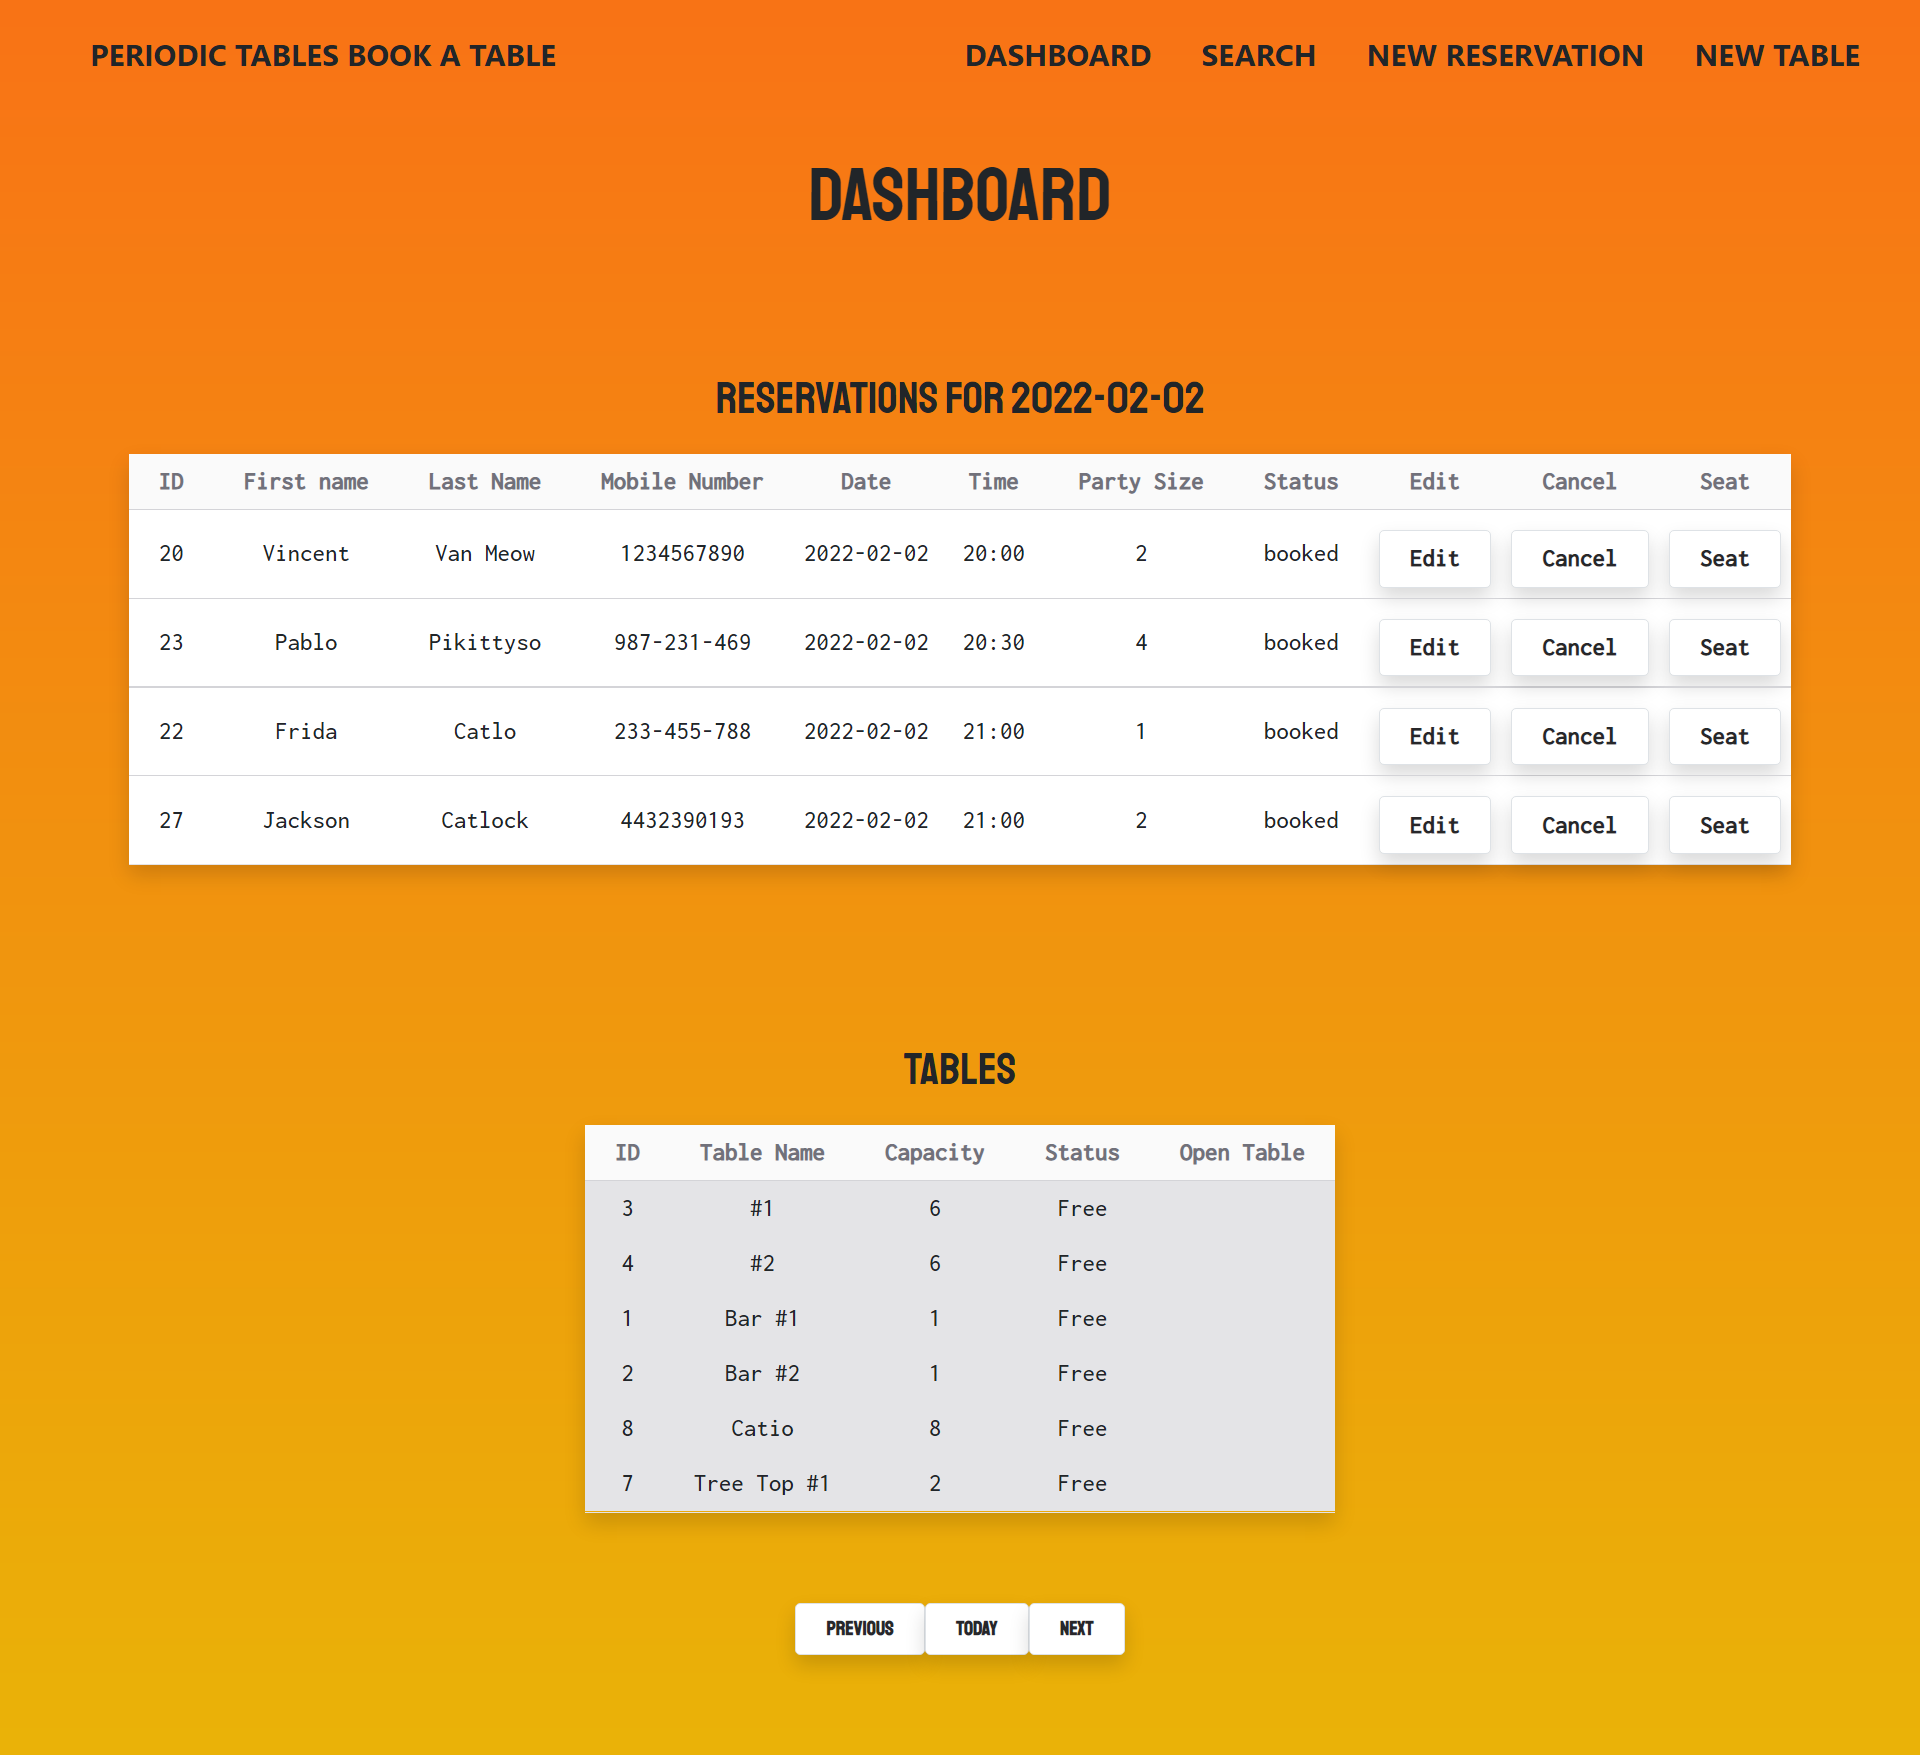 PERIODIC TABLES BOOK A TABLE DASHBOARD SEARCH NEW RESERVATION NEW TABLE
DASHBOARD
RESERVATIONS FOR 2022-02-02
ID First name Last Name Mobile Number Date Time Party Size Status Edit Cancel Seat
20 Vincent Van Meow 1234567890 2022-02-02 20:00 2 booked Edit Cancel Seat
23 Pablo Pikittyso 987-231-469 2022-02-02 20:30 4 booked Edit Cancel Seat
22 Frida Catlo 233-455-788 2022-02-02 21:00 1 booked Edit Cancel Seat
27 Jackson Catlock 4432390193 2022-02-02 21:00 2 booked Edit Cancel Seat
TABLES
ID Table Name Capacity Status Open Table
3 #1 6 Free
4 #2 6 Free
1 Bar #1 1 Free
2 Bar #2 1 Free
8 Catio 8 Free
7 Tree Top #1 2 Free
PREVIOUS TODAY NEXT